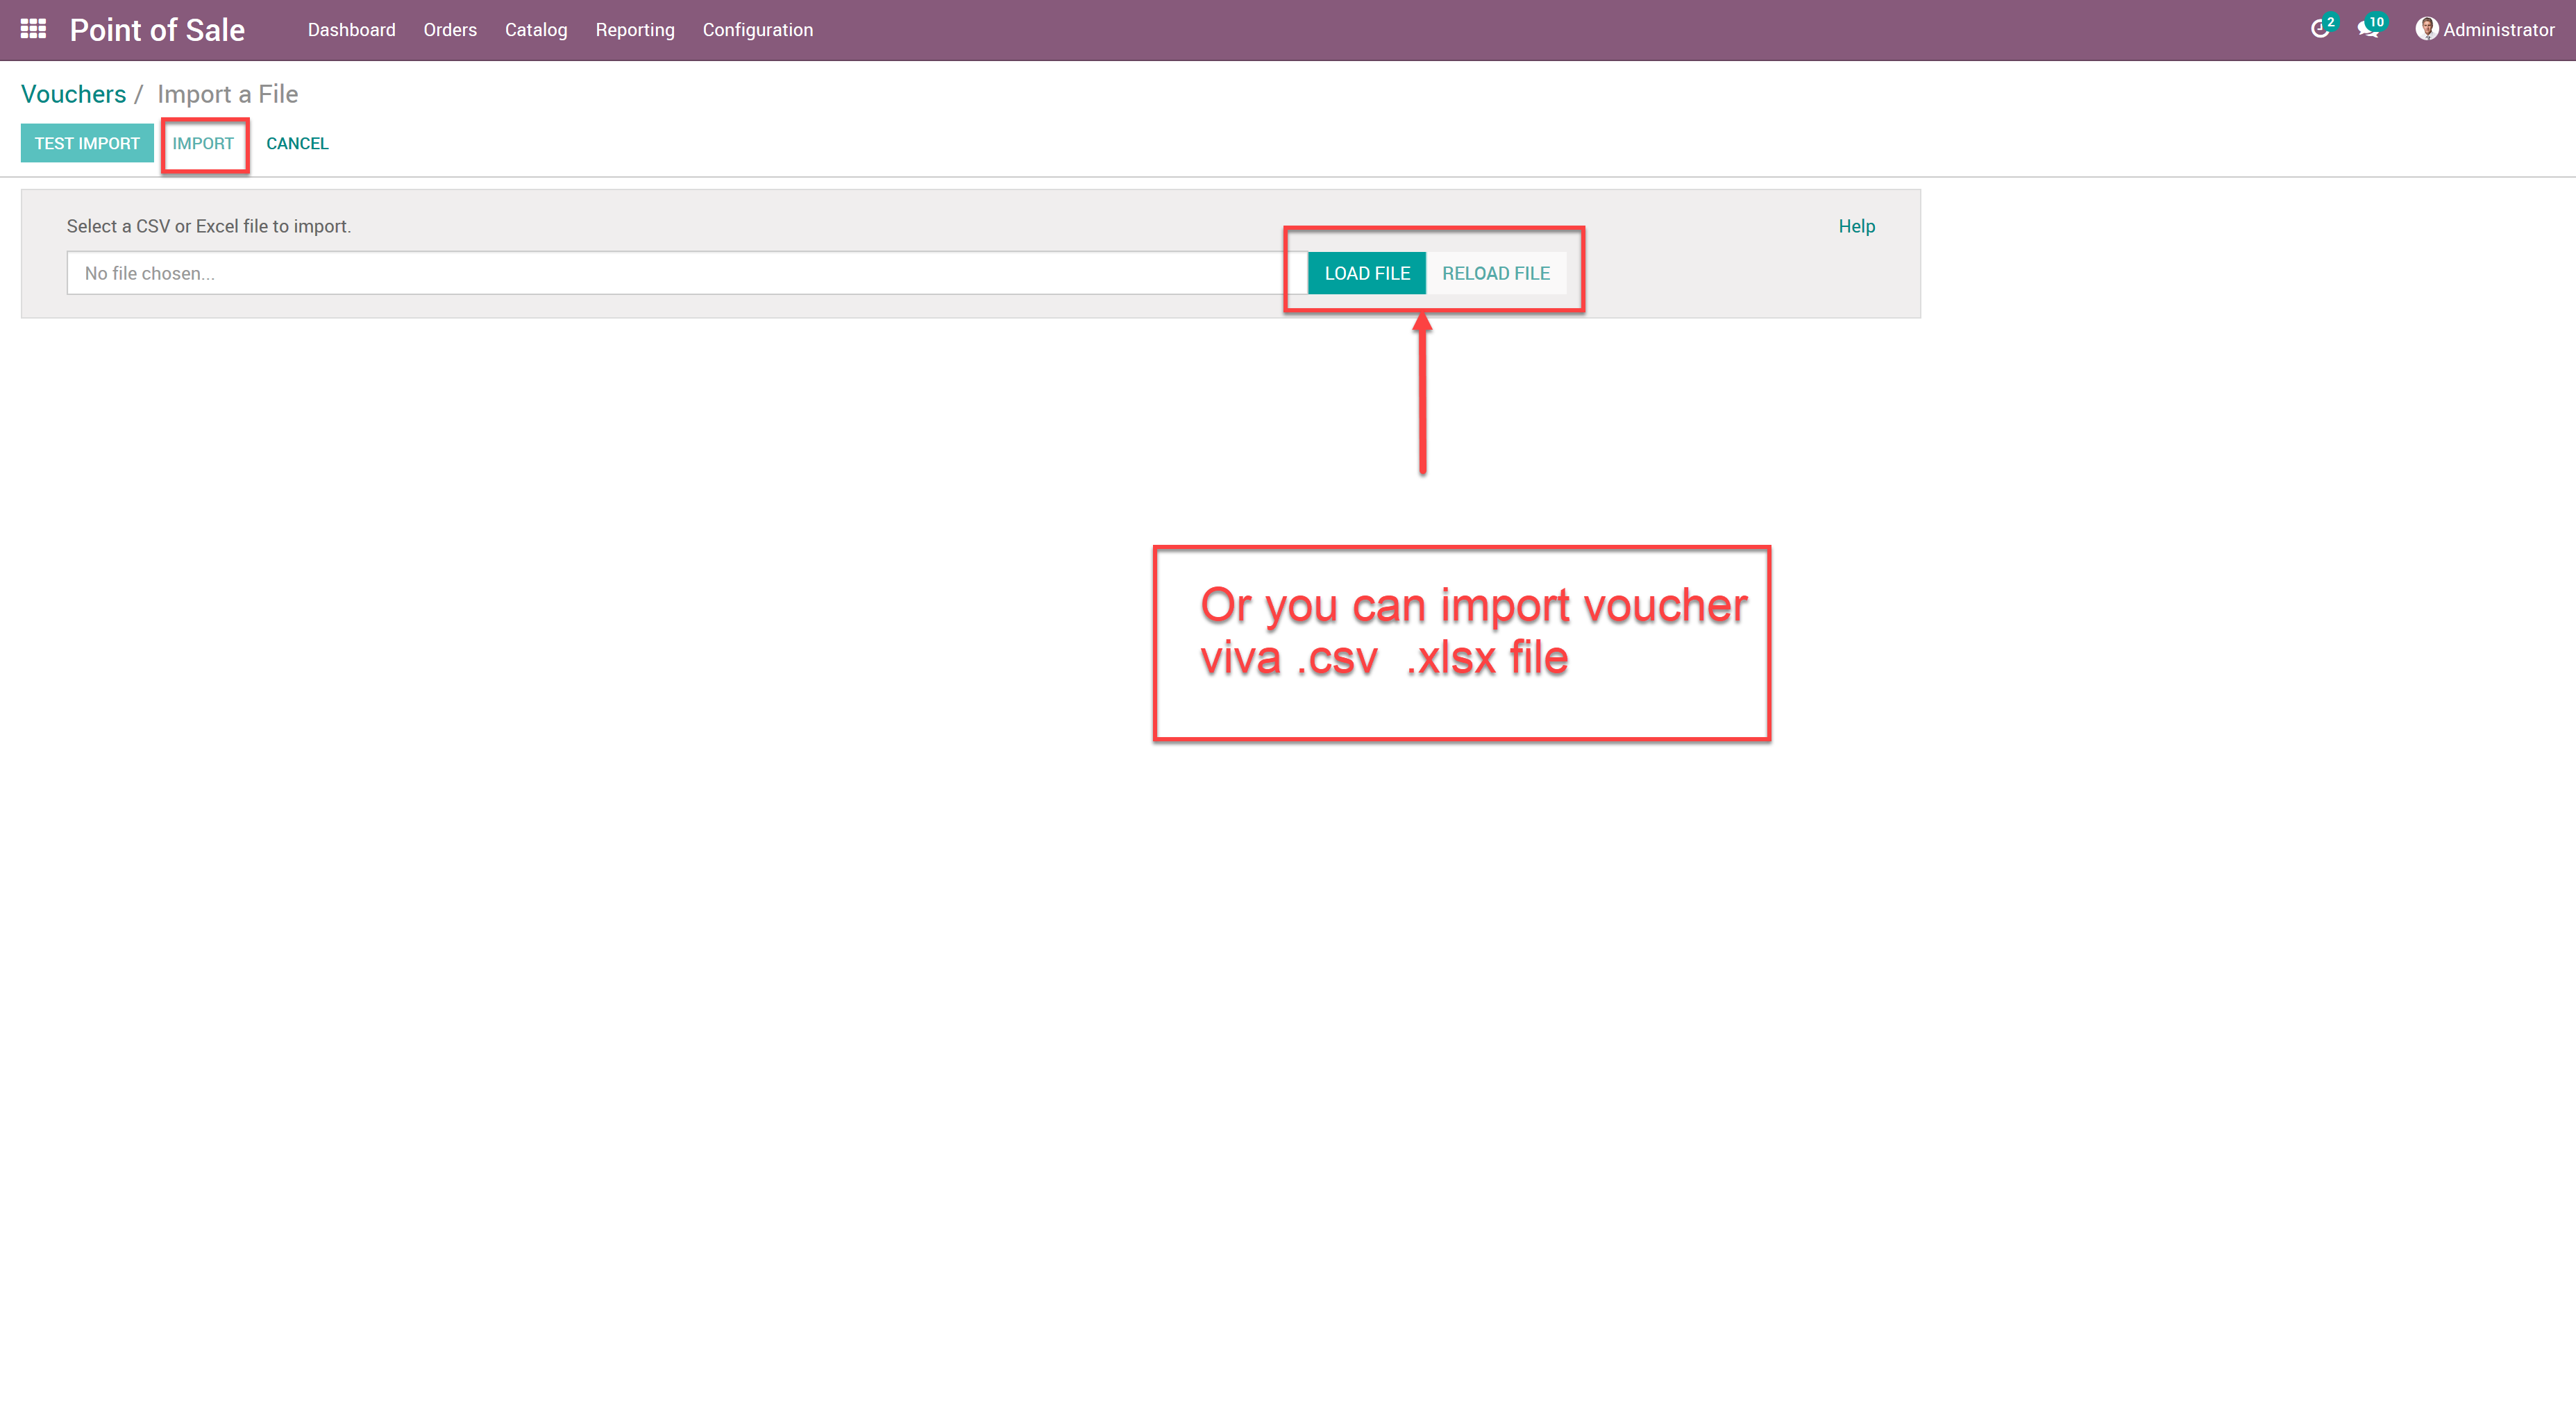 Point of Sale Dashboard Orders Catalog Reporting Configuration 2 10 Administrator
Vouchers / Import a File
TEST IMPORT IMPORT CANCEL
Select a CSV or Excel file to import. Help
No file chosen... LOAD FILE RELOAD FILE
Or you can import voucher
viva .csv .xlsx file